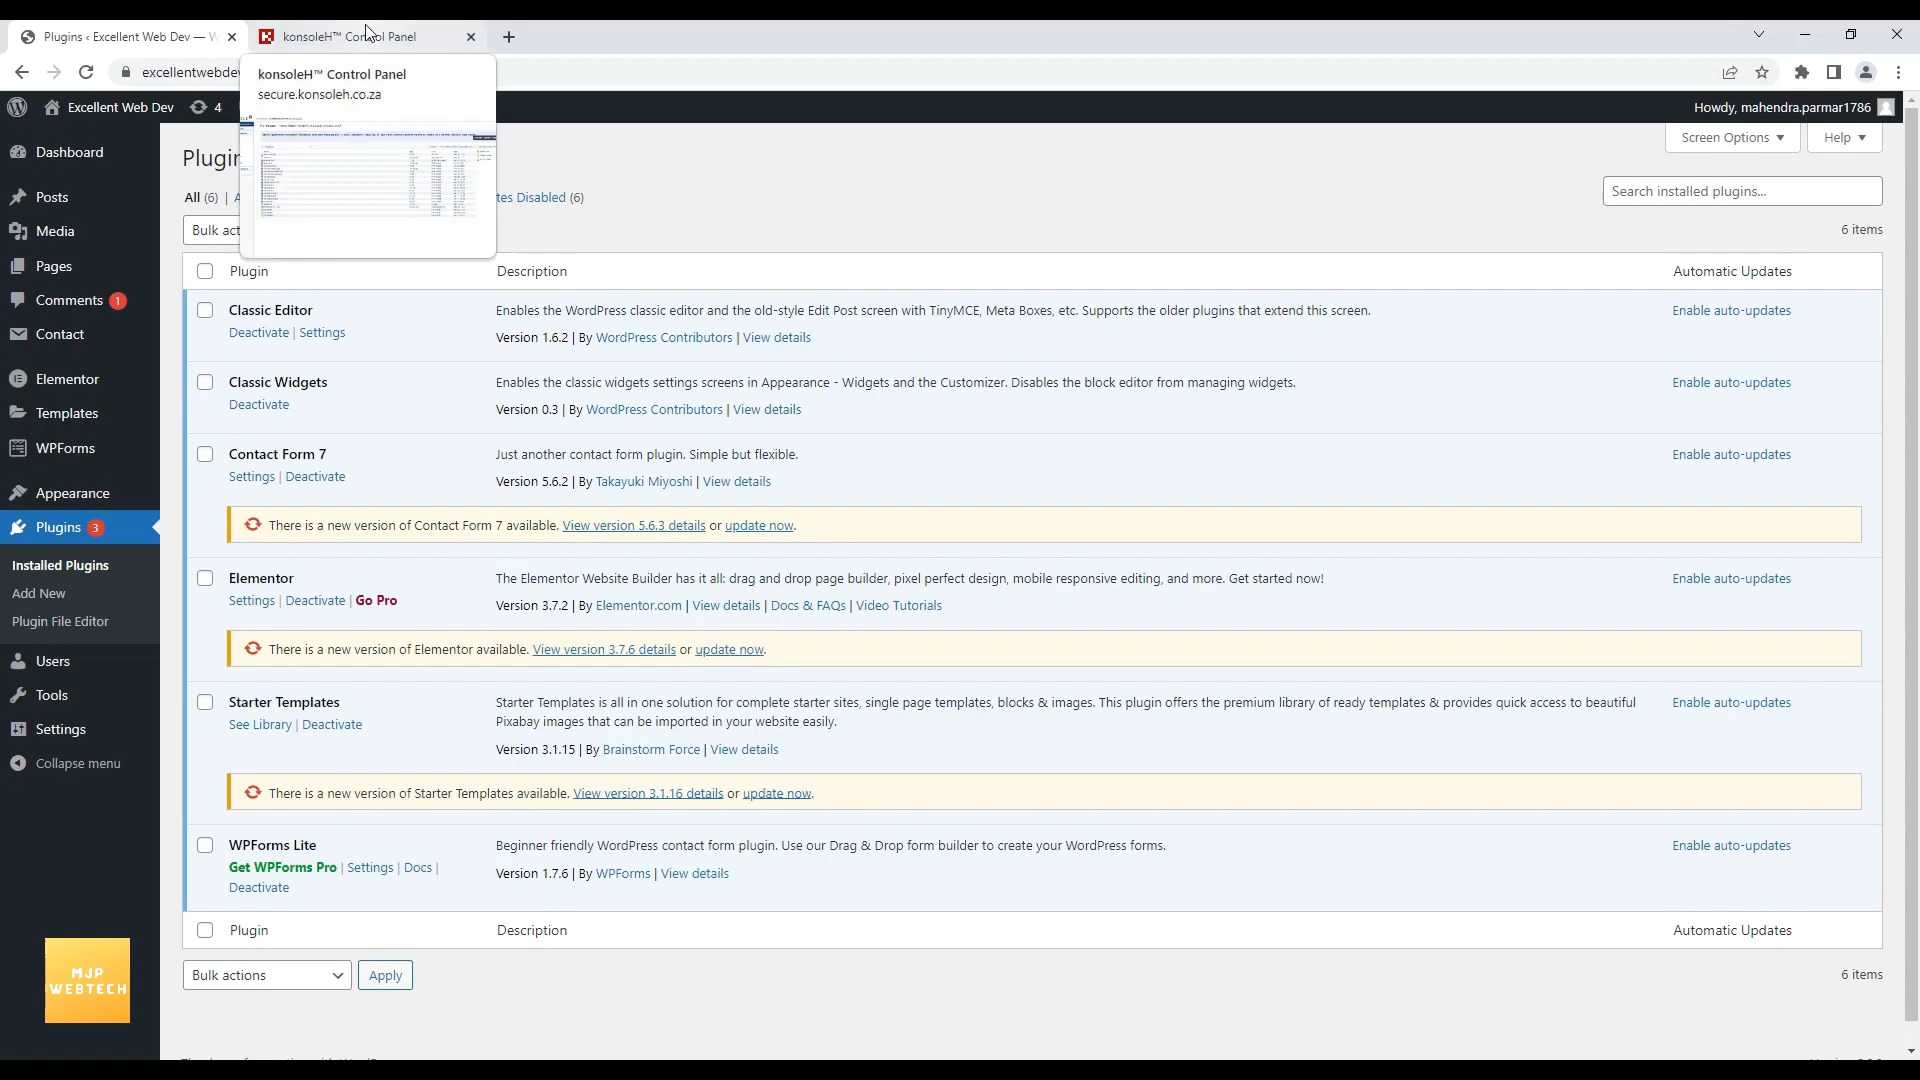 Plugins ‹ Excellent Web Dev —
konsoleH™ Control Panel
excellentwebdev
konsoleH™ Control Panel
secure.konsoleh.co.za
Excellent Web Dev
4
Howdy, mahendra.parmar1786
Screen Options
Help
Dashboard
Posts
Media
Pages
Comments 1
Contact
Elementor
Templates
WPForms
Appearance
Plugins 3
Installed Plugins
Add New
Plugin File Editor
Users
Tools
Settings
Collapse menu
MJP
WEBTECH
All (6) |
Disabled (6)
Search installed plugins...
Bulk act
6 items
Plugin Description Automatic Updates
Classic Editor
Deactivate | Settings
Enables the WordPress classic editor and the old-style Edit Post screen with TinyMCE, Meta Boxes, etc. Supports the older plugins that extend this screen.
Version 1.6.2 | By WordPress Contributors | View details
Enable auto-updates
Classic Widgets
Deactivate
Enables the classic widgets settings screens in Appearance - Widgets and the Customizer. Disables the block editor from managing widgets.
Version 0.3 | By WordPress Contributors | View details
Enable auto-updates
Contact Form 7
Settings | Deactivate
Just another contact form plugin. Simple but flexible.
Version 5.6.2 | By Takayuki Miyoshi | View details
Enable auto-updates
There is a new version of Contact Form 7 available. View version 5.6.3 details or update now.
Elementor
Settings | Deactivate | Go Pro
The Elementor Website Builder has it all: drag and drop page builder, pixel perfect design, mobile responsive editing, and more. Get started now!
Version 3.7.2 | By Elementor.com | View details | Docs & FAQs | Video Tutorials
Enable auto-updates
There is a new version of Elementor available. View version 3.7.6 details or update now.
Starter Templates
See Library | Deactivate
Starter Templates is all in one solution for complete starter sites, single page templates, blocks & images. This plugin offers the premium library of ready templates & provides quick access to beautiful
Pixabay images that can be imported in your website easily.
Version 3.1.15 | By Brainstorm Force | View details
Enable auto-updates
There is a new version of Starter Templates available. View version 3.1.16 details or update now.
WPForms Lite
Get WPForms Pro | Settings | Docs |
Deactivate
Beginner friendly WordPress contact form plugin. Use our Drag & Drop form builder to create your WordPress forms.
Version 1.7.6 | By WPForms | View details
Enable auto-updates
Plugin Description Automatic Updates
Bulk actions
Apply
6 items